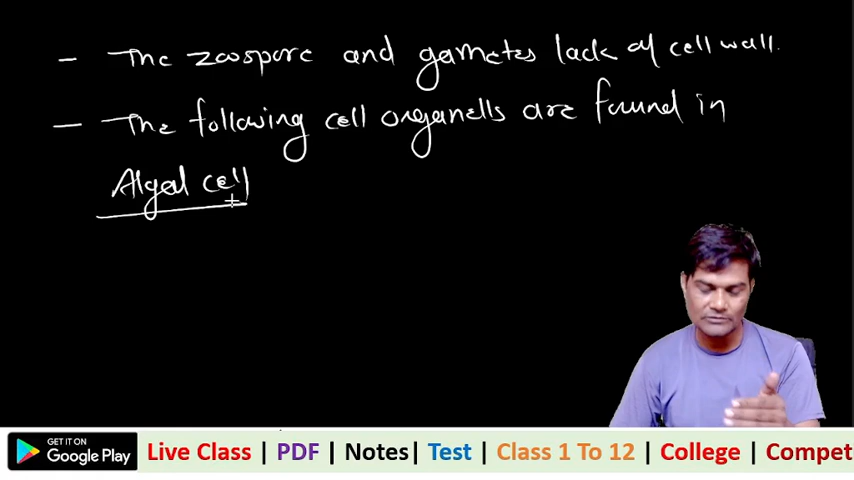 - The zoospore and gametes lack of cell wall.
- The following cell organells are found in
Algal cell
GET IT ON
Google Play
Live Class | PDF | Notes| Test | Class 1 To 12 | College | Compet